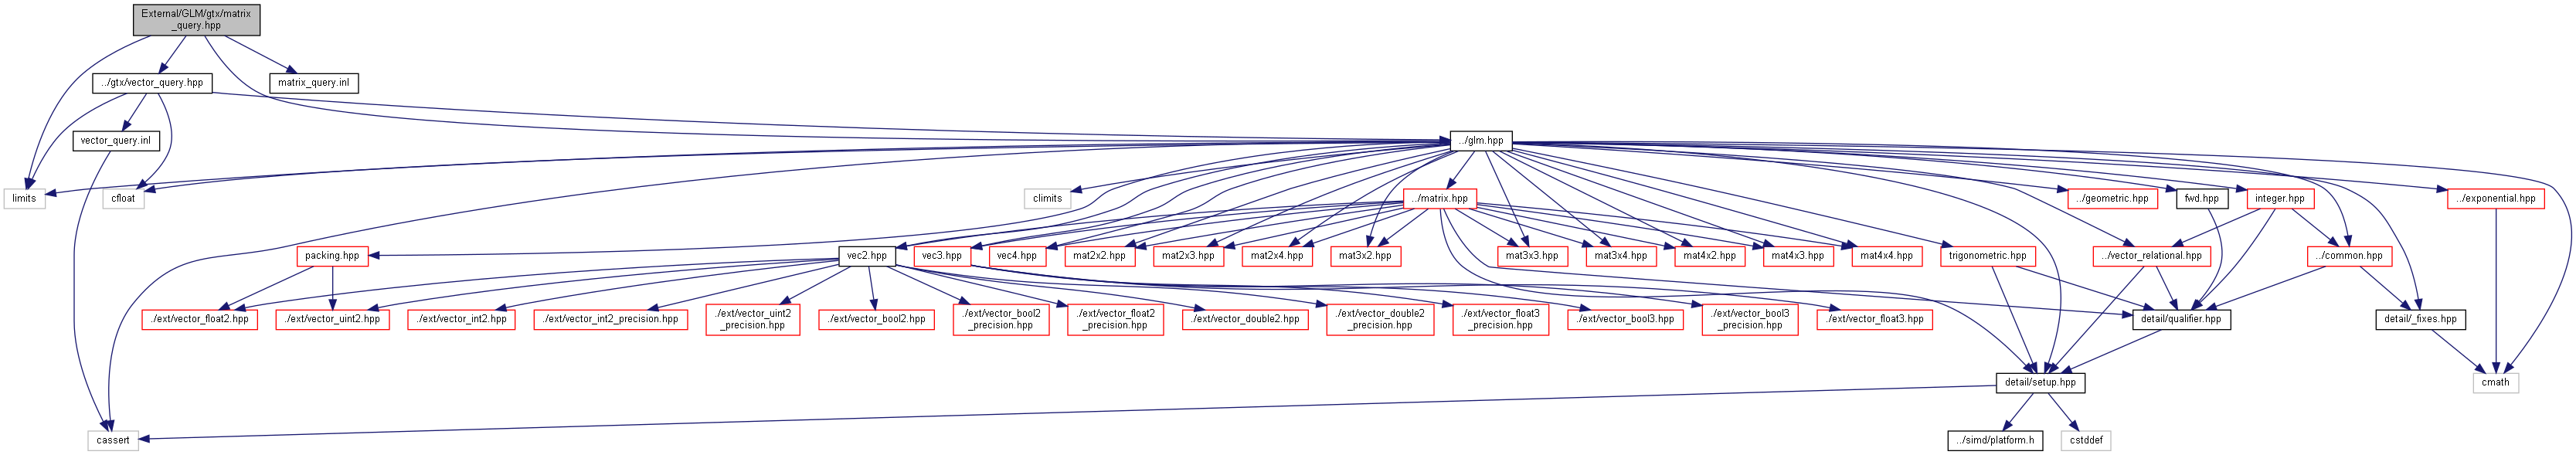 External/GLM/gtx/matrix
_query.hpp
../gtx/vector_query.hpp
matrix_query.inl
vector_query.inl
../glm.hpp
limits
cfloat
climits
../matrix.hpp
../geometric.hpp
fwd.hpp
integer.hpp
../exponential.hpp
packing.hpp
vec2.hpp
vec3.hpp
vec4.hpp
mat2x2.hpp
mat2x3.hpp
mat2x4.hpp
mat3x2.hpp
mat3x3.hpp
mat3x4.hpp
mat4x2.hpp
mat4x3.hpp
mat4x4.hpp
trigonometric.hpp
../vector_relational.hpp
../common.hpp
./ext/vector_float2.hpp
./ext/vector_uint2.hpp
./ext/vector_int2.hpp
./ext/vector_int2_precision.hpp
./ext/vector_uint2
_precision.hpp
./ext/vector_bool2.hpp
./ext/vector_bool2
_precision.hpp
./ext/vector_float2
_precision.hpp
./ext/vector_double2.hpp
./ext/vector_double2
_precision.hpp
./ext/vector_float3
_precision.hpp
./ext/vector_bool3.hpp
./ext/vector_bool3
_precision.hpp
./ext/vector_float3.hpp
detail/qualifier.hpp
detail/_fixes.hpp
detail/setup.hpp
cmath
cassert
../simd/platform.h
cstddef